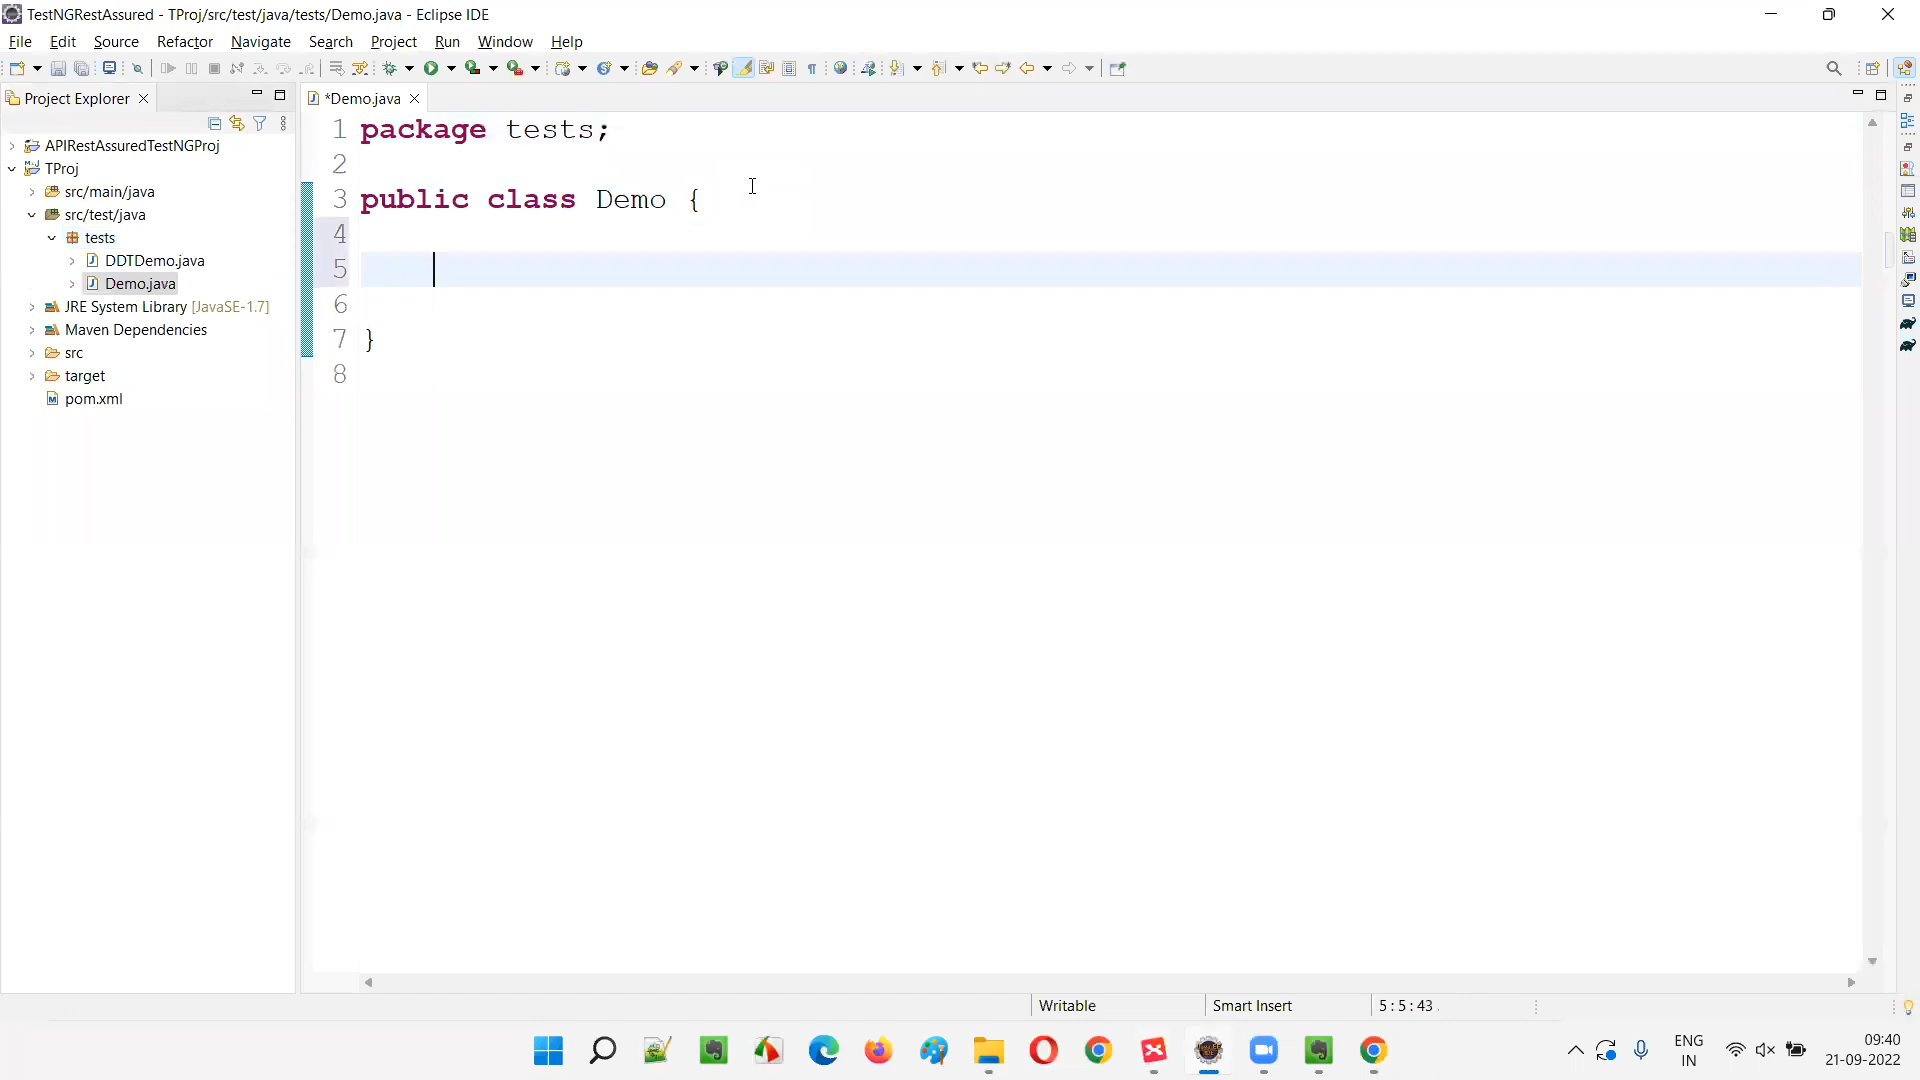 TestNGRestAssured - TProj/src/test/java/tests/Demo.java - Eclipse IDE
File Edit Source Refactor Navigate Search Project Run Window Help
Project Explorer
*Demo.java
APIRestAssuredTestNGProj
TProj
src/main/java
src/test/java
tests
DDTDemo.java
Demo.java
JRE System Library [JavaSE-1.7]
Maven Dependencies
src
target
pom.xml
1 package tests;
2
3 public class Demo {
4
5
6
7 }
8
Writable Smart Insert 5 : 5 : 43
ENG
IN
09:40
21-09-2022